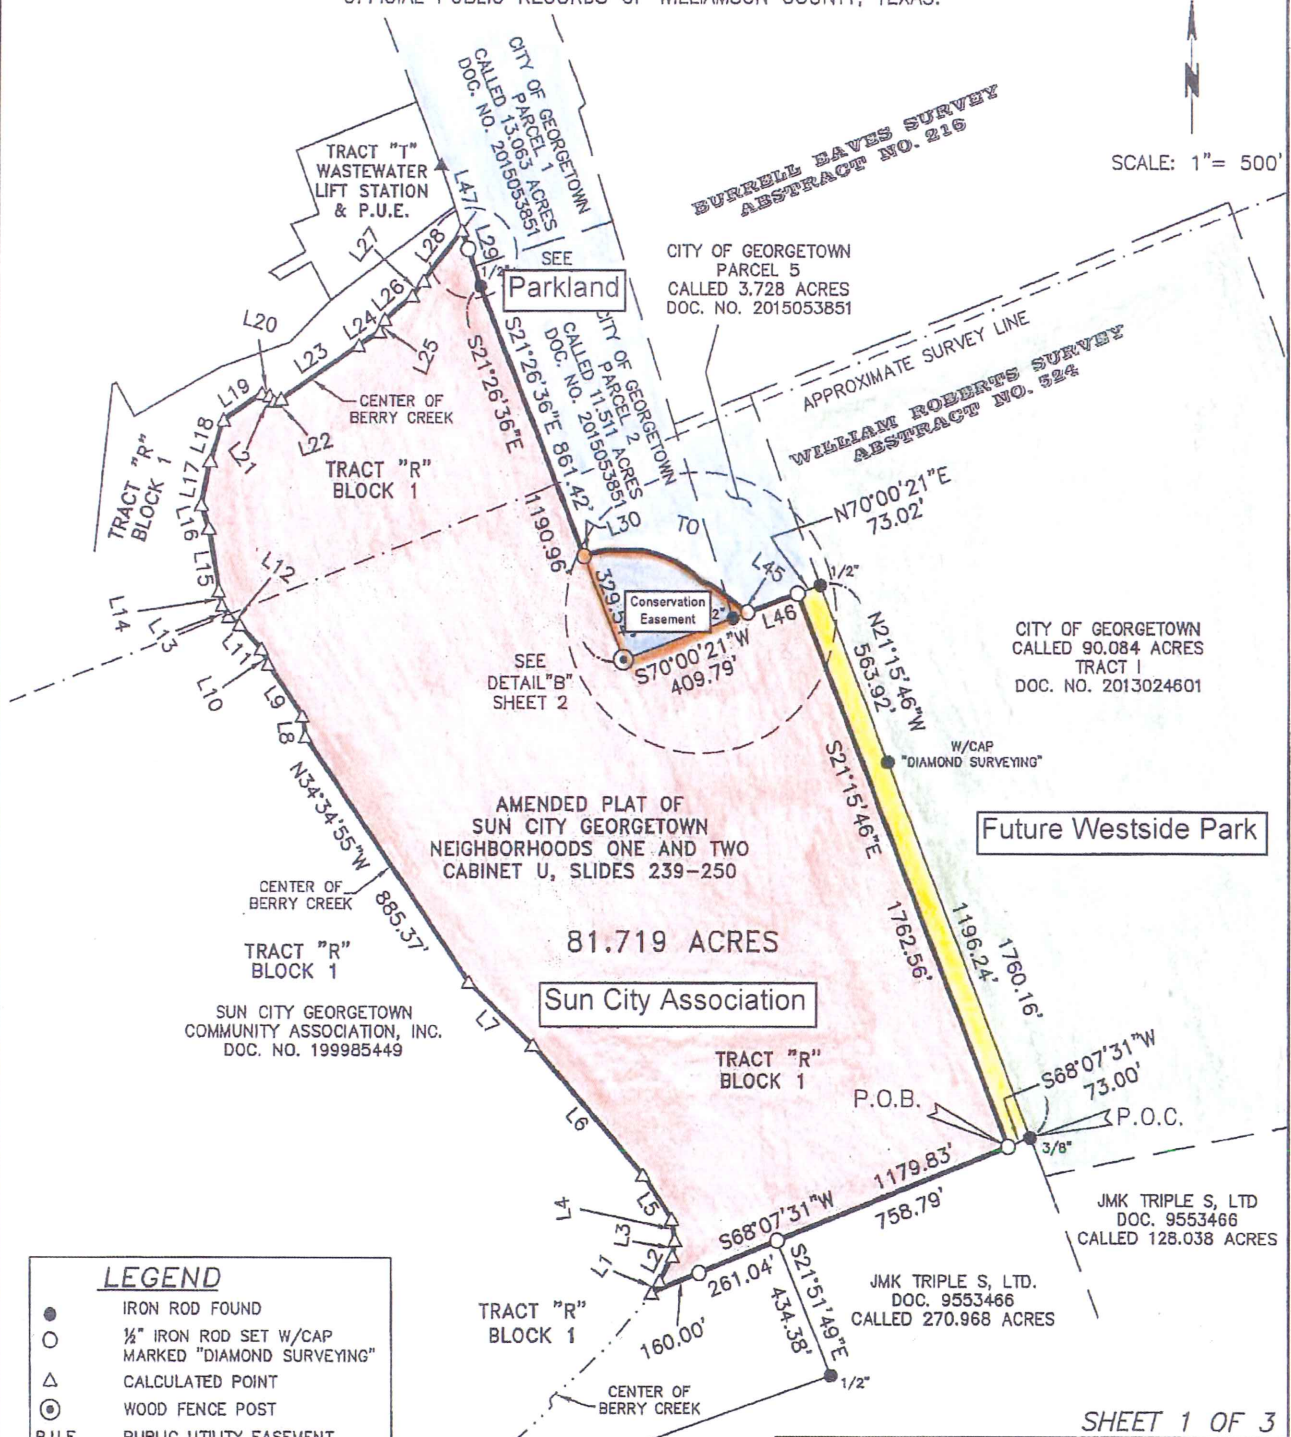 OFFICIAL PUBLIC RECORDS OF WILLIAMSON COUNTY, TEXAS.
N
SCALE: 1"= 500'
CITY OF GEORGETOWN
PARCEL 1
CALLED 13.063 ACRES
DOC. NO. 2015053851
BURRELL EAVES SURVEY
ABSTRACT NO. 216
TRACT "T"
WASTEWATER
LIFT STATION
& P.U.E.
L47
L29
L28
L27
L26
L25
L24
L23
L20
L19
L22
L21
L18
L17
L16
L15
L14
L13
L12
L11
L10
L9
L8
1/2"
SEE
Parkland
CITY OF GEORGETOWN
PARCEL 5
CALLED 3.728 ACRES
DOC. NO. 2015053851
CITY OF GEORGETOWN
PARCEL 2
CALLED 11.511 ACRES
DOC. NO. 2015053851
APPROXIMATE SURVEY LINE
WILLIAM ROBERTS SURVEY
ABSTRACT NO. 524
CENTER OF
BERRY CREEK
TRACT "R"
BLOCK 1
TRACT "R"
BLOCK 1
S21°26'36"E
1190.96'
S21°26'36"E 861.42'
L30
TO
N70°00'21"E
73.02'
L45
L46
1/2"
329.54'
Conservation
Easement
2"
S70°00'21"W
409.79'
SEE
DETAIL"B"
SHEET 2
N21°15'46"W
563.92'
CITY OF GEORGETOWN
CALLED 90.084 ACRES
TRACT I
DOC. NO. 2013024601
W/CAP
"DIAMOND SURVEYING"
S21°15'46"E
1762.56'
1196.24'
1760.16'
Future Westside Park
AMENDED PLAT OF
SUN CITY GEORGETOWN
NEIGHBORHOODS ONE AND TWO
CABINET U, SLIDES 239-250
N34°34'55"W
885.37'
CENTER OF
BERRY CREEK
TRACT "R"
BLOCK 1
SUN CITY GEORGETOWN
COMMUNITY ASSOCIATION, INC.
DOC. NO. 199985449
81.719 ACRES
Sun City Association
TRACT "R"
BLOCK 1
L7
L6
L5
L4
L3
L2
L1
P.O.B.
S68°07'31"W
73.00'
P.O.C.
3/8"
1179.83'
S68°07'31"W
758.79'
261.04'
160.00'
S21°51'49"E
434.38'
1/2"
JMK TRIPLE S, LTD
DOC. 9553466
CALLED 128.038 ACRES
JMK TRIPLE S, LTD.
DOC. 9553466
CALLED 270.968 ACRES
TRACT "R"
BLOCK 1
CENTER OF
BERRY CREEK
LEGEND
IRON ROD FOUND
½" IRON ROD SET W/CAP
MARKED "DIAMOND SURVEYING"
CALCULATED POINT
WOOD FENCE POST
P.U.E. PUBLIC UTILITY EASEMENT
SHEET 1 OF 3